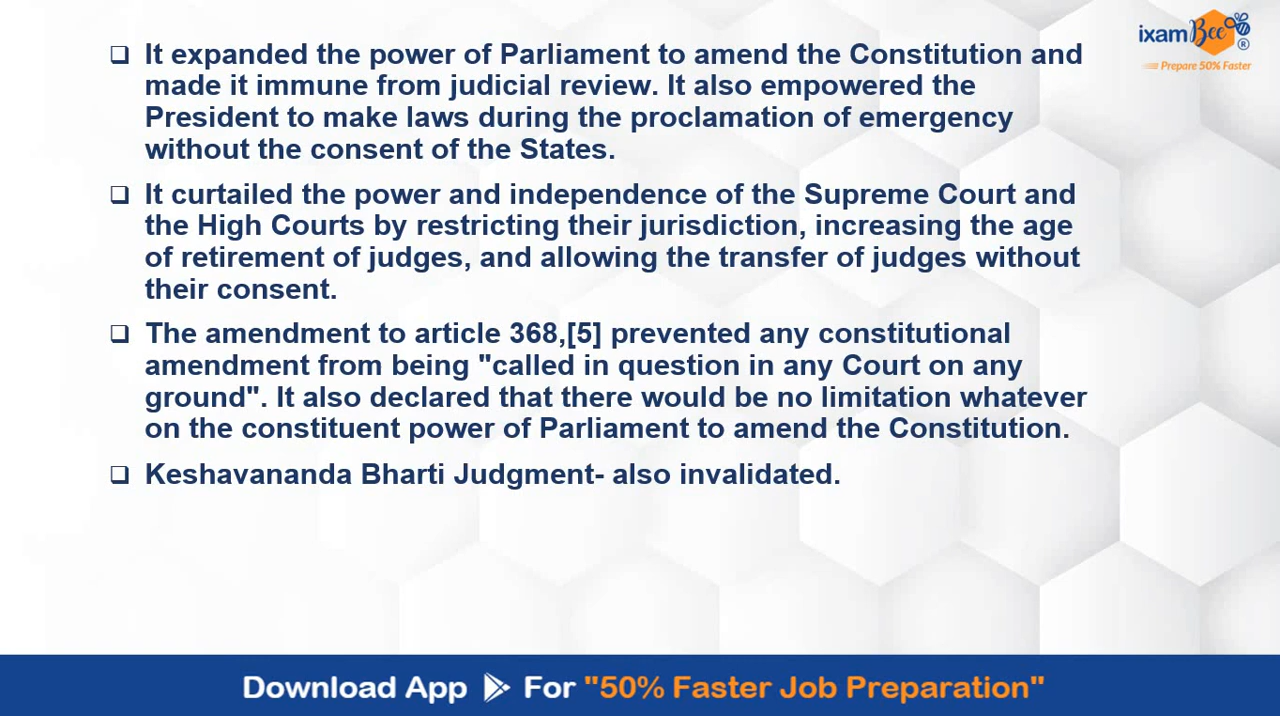 ixamBee®
Prepare 50% Faster
It expanded the power of Parliament to amend the Constitution and
made it immune from judicial review. It also empowered the
President to make laws during the proclamation of emergency
without the consent of the States.
It curtailed the power and independence of the Supreme Court and
the High Courts by restricting their jurisdiction, increasing the age
of retirement of judges, and allowing the transfer of judges without
their consent.
The amendment to article 368,[5] prevented any constitutional
amendment from being "called in question in any Court on any
ground". It also declared that there would be no limitation whatever
on the constituent power of Parliament to amend the Constitution.
Keshavananda Bharti Judgment- also invalidated.
Download App For "50% Faster Job Preparation"